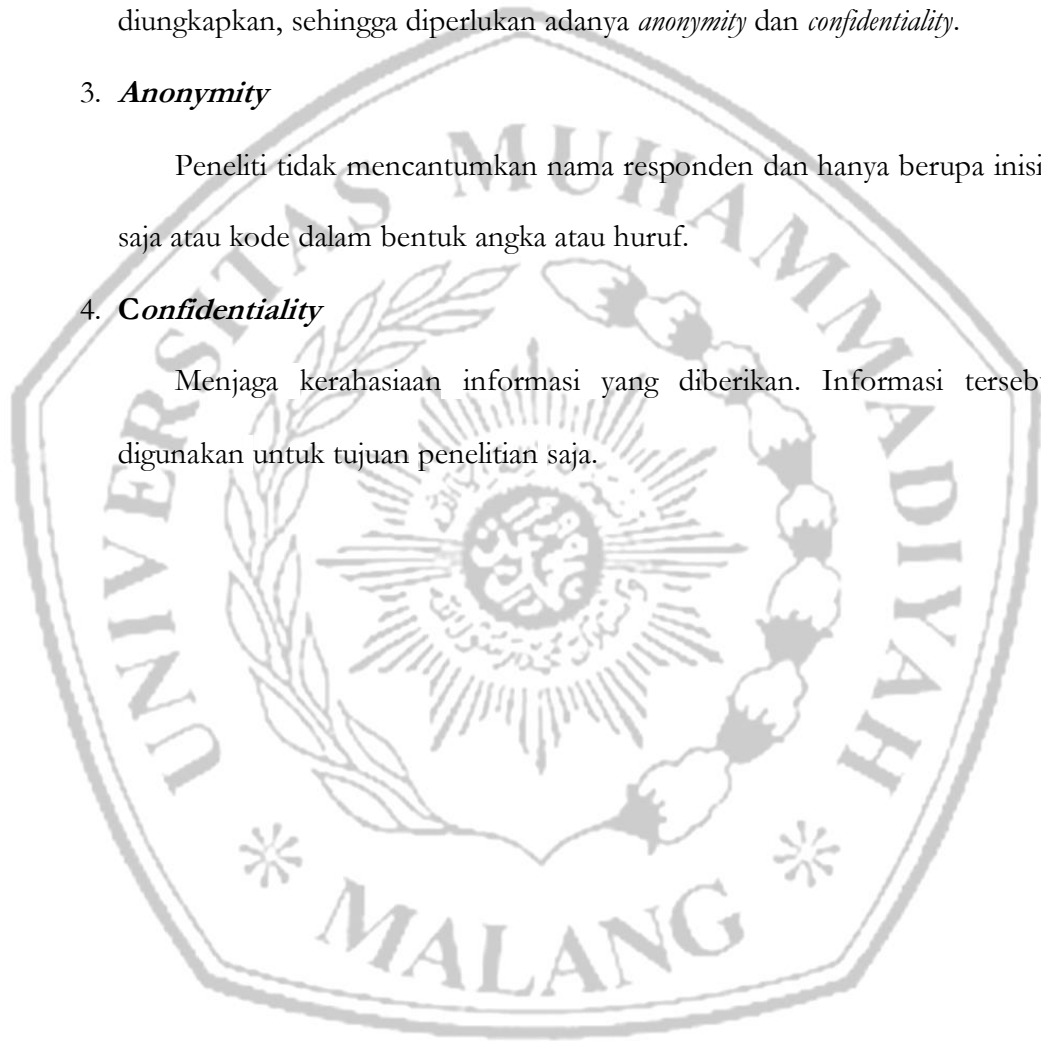 diungkapkan, sehingga diperlukan adanya anonymity dan confidentiality.
3. Anonymity
Peneliti tidak mencantumkan nama responden dan hanya berupa inisi
saja atau kode dalam bentuk angka atau huruf.
4. Confidentiality
Menjaga kerahasiaan informasi yang diberikan. Informasi terseb
digunakan untuk tujuan penelitian saja.
UNIVERSITAS MUHAMMADIYAH
MALANG